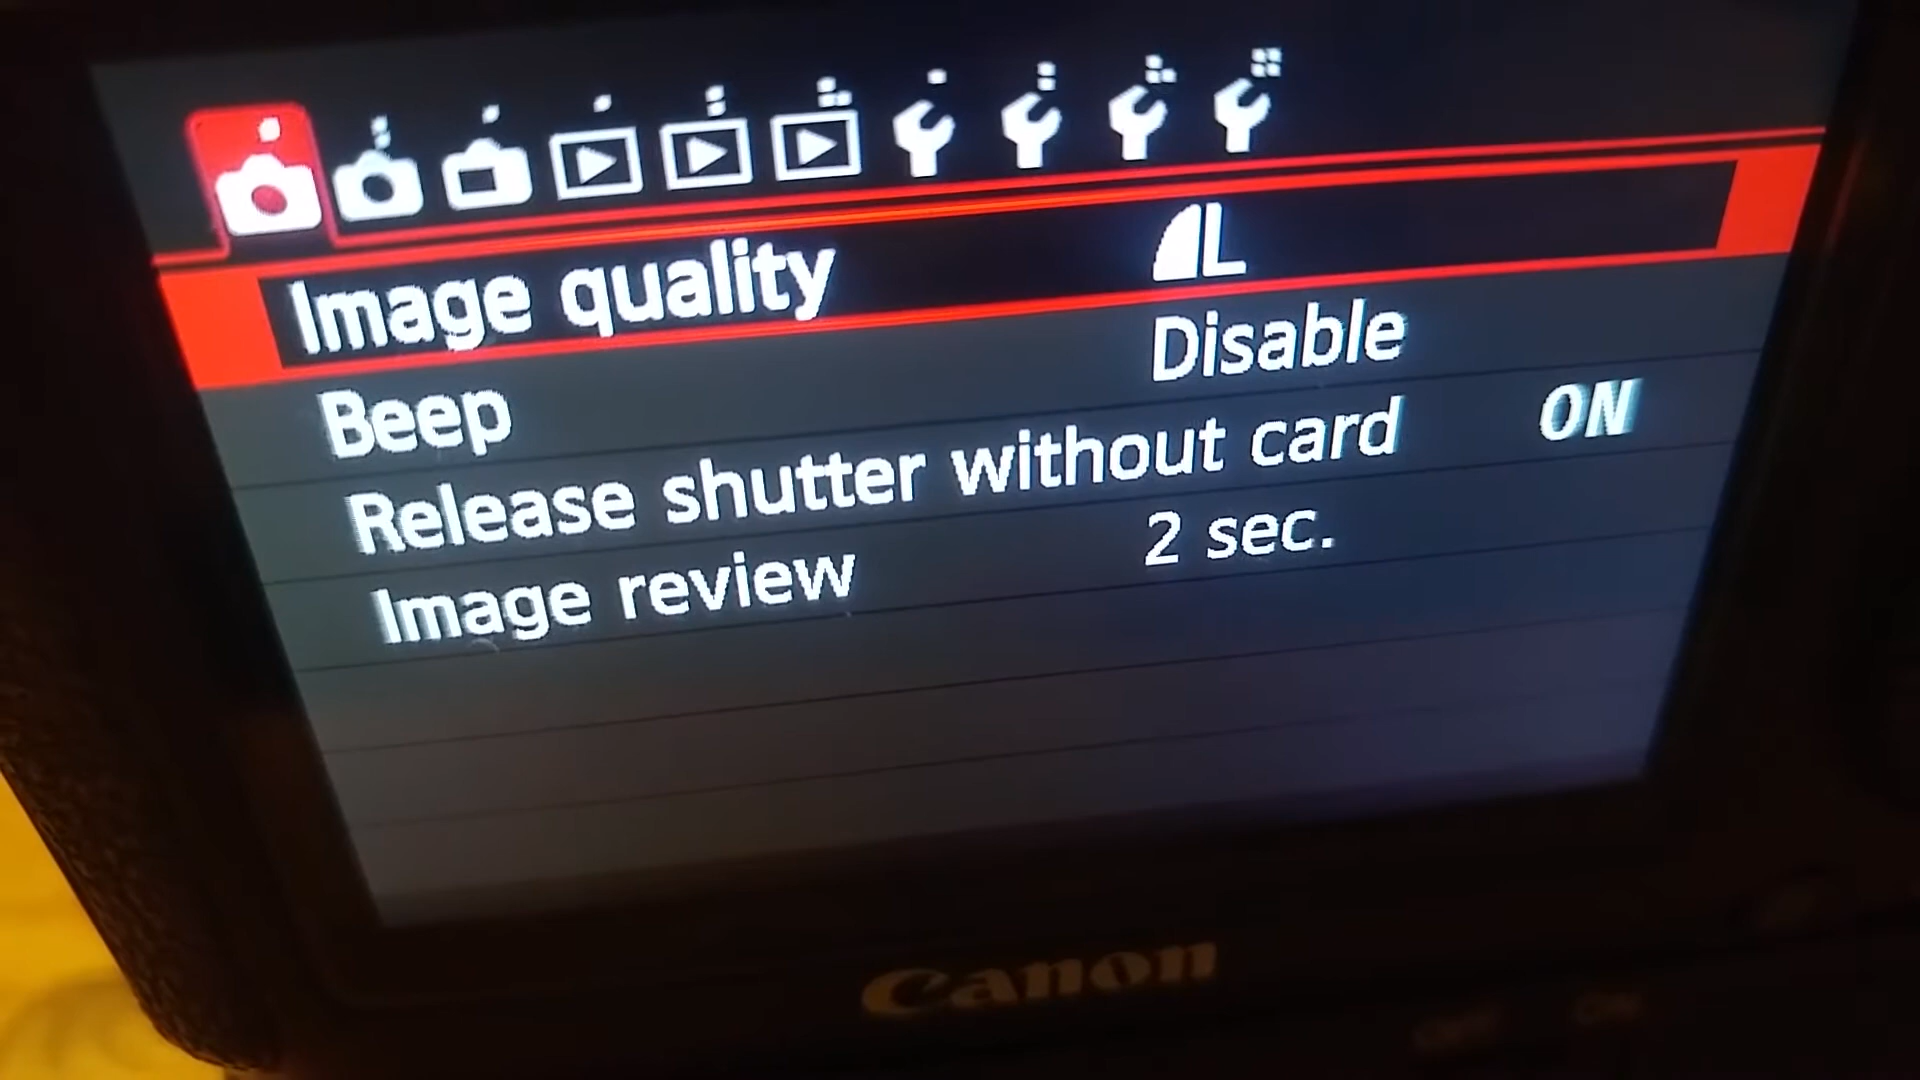 Image quality L
Beep Disable
Release shutter without card ON
Image review 2 sec.
Canon